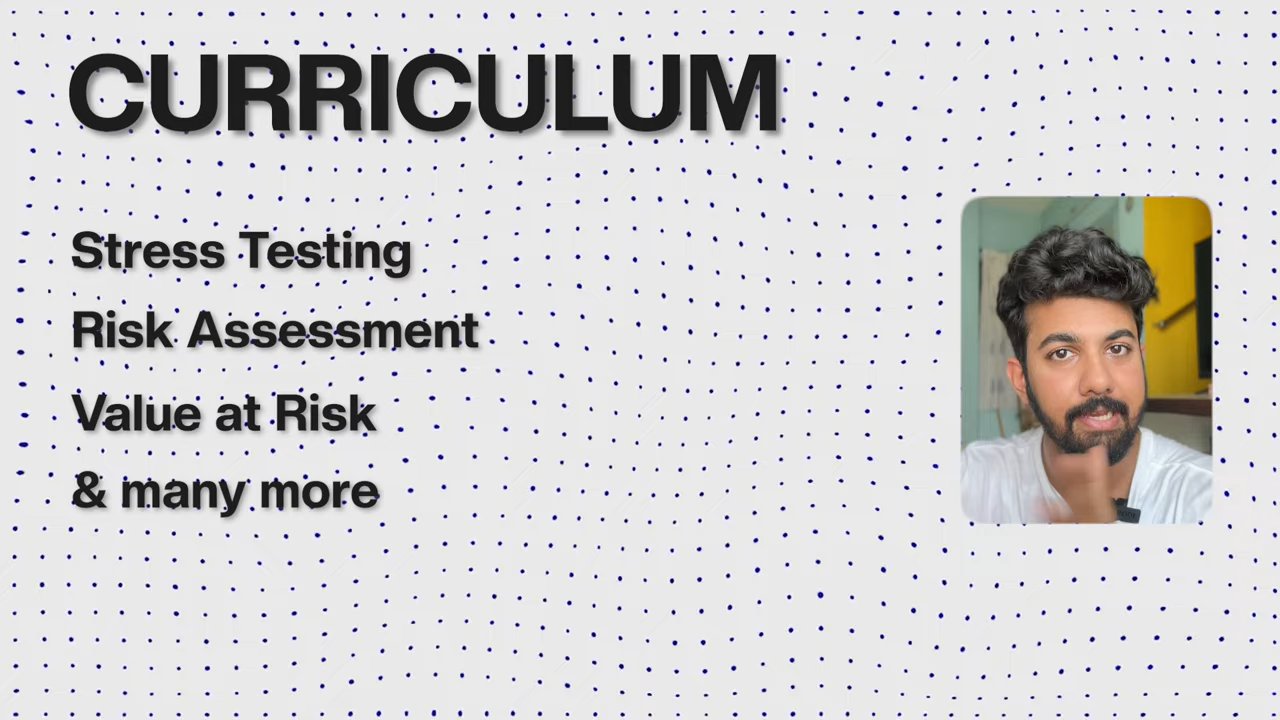 CURRICULUM
Stress Testing
Risk Assessment
Value at Risk
& many more